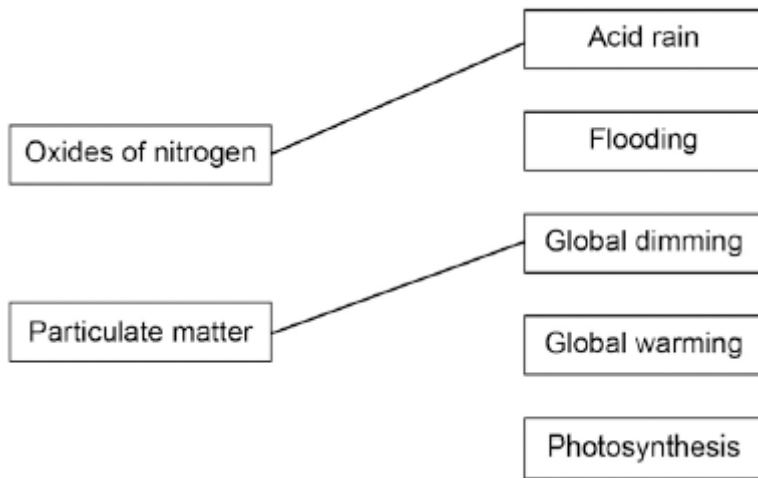 Oxides of nitrogen
Particulate matter
Acid rain
Flooding
Global dimming
Global warming
Photosynthesis